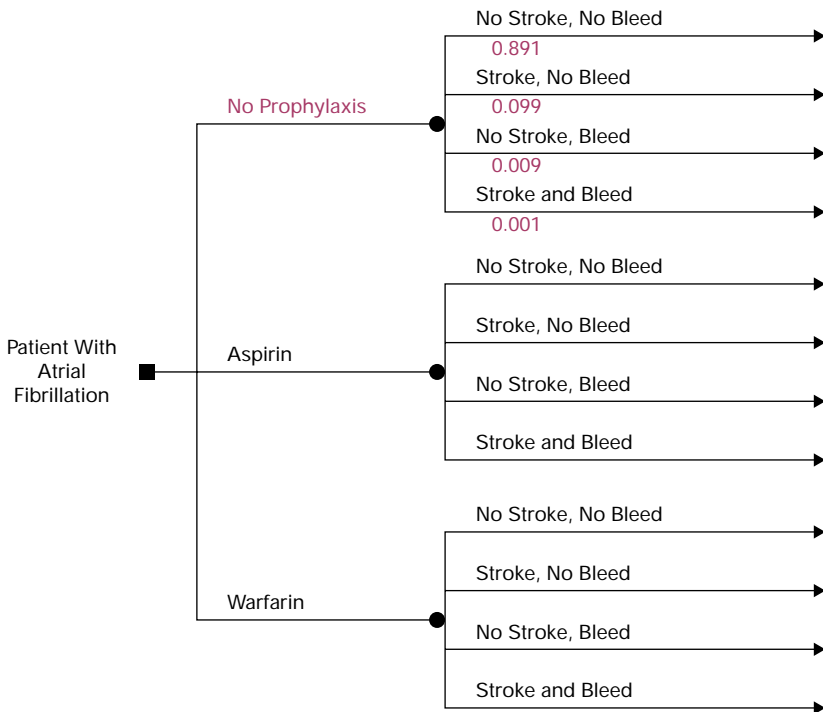 No Stroke, No Bleed
0.891
Stroke, No Bleed
No Prophylaxis
0.099
No Stroke, Bleed
0.009
Stroke and Bleed
0.001
No Stroke, No Bleed
Stroke, No Bleed
Patient With
Atrial
Fibrillation
Aspirin
No Stroke, Bleed
Stroke and Bleed
No Stroke, No Bleed
Stroke, No Bleed
Warfarin
No Stroke, Bleed
Stroke and Bleed